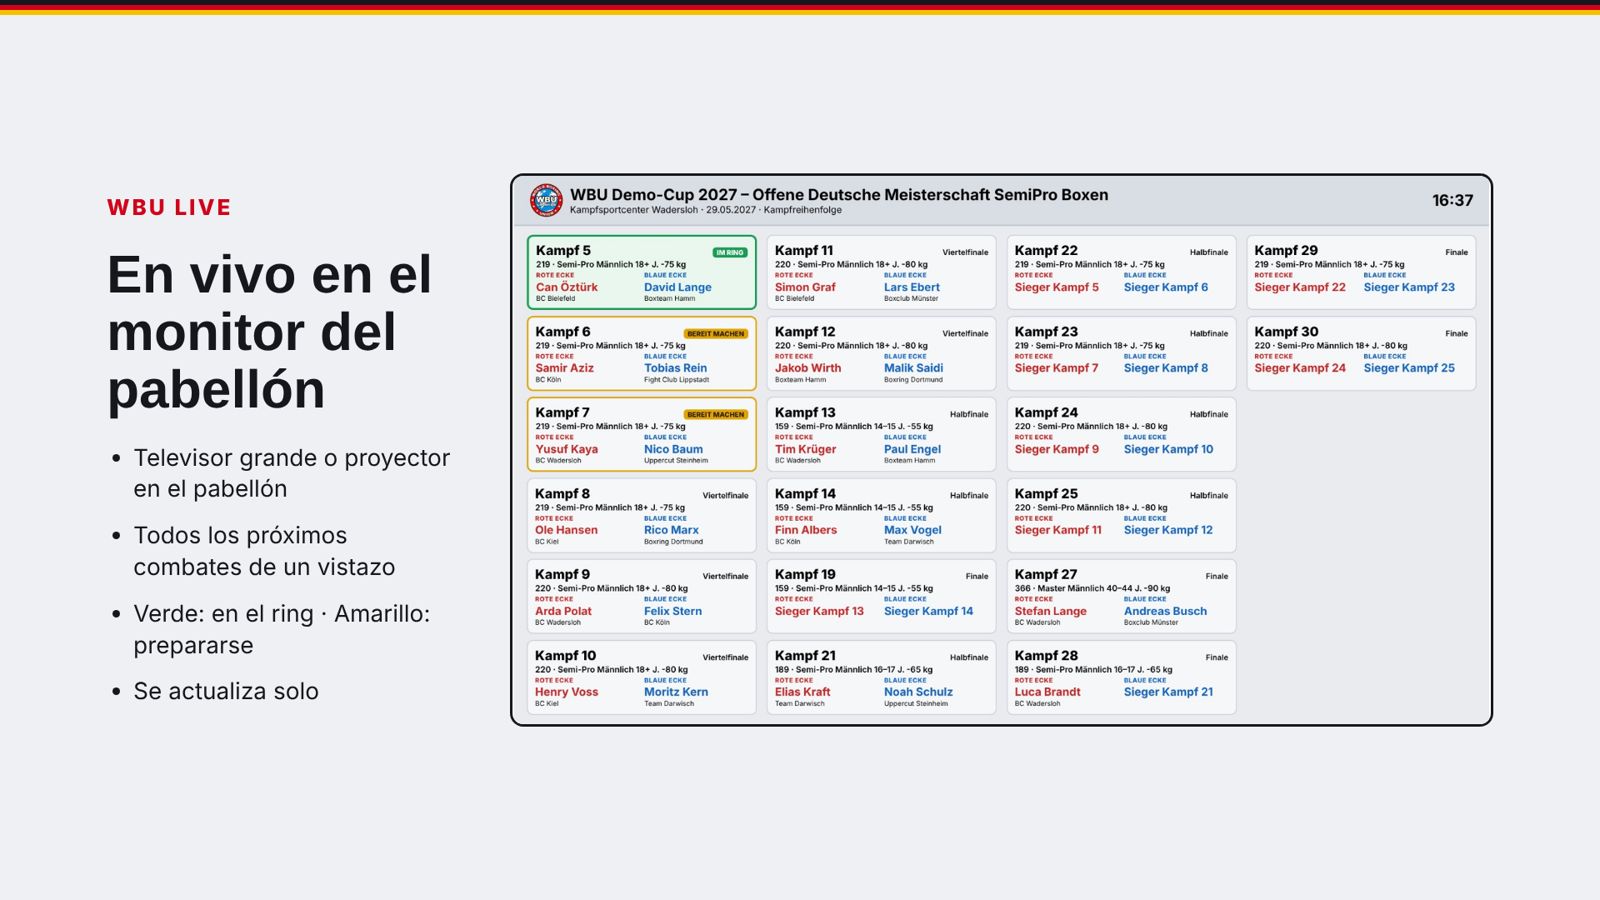 WBU LIVE
En vivo en el
monitor del
pabellón
• Televisor grande o proyector
en el pabellón
• Todos los próximos
combates de un vistazo
• Verde: en el ring · Amarillo:
prepararse
• Se actualiza solo
WBU
WBU Demo-Cup 2027 – Offene Deutsche Meisterschaft SemiPro Boxen
Kampfsportcenter Wadersloh · 29.05.2027 · Kampfreihenfolge
16:37
Kampf 5 IM RING
219 · Semi-Pro Männlich 18+ J. -75 kg
ROTE ECKE BLAUE ECKE
Can Öztürk David Lange
BC Bielefeld Boxteam Hamm
Kampf 6 BEREIT MACHEN
219 · Semi-Pro Männlich 18+ J. -75 kg
ROTE ECKE BLAUE ECKE
Samir Aziz Tobias Rein
BC Köln Fight Club Lippstadt
Kampf 7 BEREIT MACHEN
219 · Semi-Pro Männlich 18+ J. -75 kg
ROTE ECKE BLAUE ECKE
Yusuf Kaya Nico Baum
BC Wadersloh Uppercut Steinheim
Kampf 8 Viertelfinale
219 · Semi-Pro Männlich 18+ J. -75 kg
ROTE ECKE BLAUE ECKE
Ole Hansen Rico Marx
BC Kiel Boxring Dortmund
Kampf 9 Viertelfinale
220 · Semi-Pro Männlich 18+ J. -80 kg
ROTE ECKE BLAUE ECKE
Arda Polat Felix Stern
BC Wadersloh BC Köln
Kampf 10 Viertelfinale
220 · Semi-Pro Männlich 18+ J. -80 kg
ROTE ECKE BLAUE ECKE
Henry Voss Moritz Kern
BC Kiel Team Darwisch
Kampf 11 Viertelfinale
220 · Semi-Pro Männlich 18+ J. -80 kg
ROTE ECKE BLAUE ECKE
Simon Graf Lars Ebert
BC Bielefeld Boxclub Münster
Kampf 12 Viertelfinale
220 · Semi-Pro Männlich 18+ J. -80 kg
ROTE ECKE BLAUE ECKE
Jakob Wirth Malik Saidi
Boxteam Hamm Boxring Dortmund
Kampf 13 Halbfinale
159 · Semi-Pro Männlich 14–15 J. -55 kg
ROTE ECKE BLAUE ECKE
Tim Krüger Paul Engel
BC Wadersloh Boxteam Hamm
Kampf 14 Halbfinale
159 · Semi-Pro Männlich 14–15 J. -55 kg
ROTE ECKE BLAUE ECKE
Finn Albers Max Vogel
BC Köln Team Darwisch
Kampf 19 Finale
159 · Semi-Pro Männlich 14–15 J. -55 kg
ROTE ECKE BLAUE ECKE
Sieger Kampf 13 Sieger Kampf 14
Kampf 21 Halbfinale
189 · Semi-Pro Männlich 16–17 J. -65 kg
ROTE ECKE BLAUE ECKE
Elias Kraft Noah Schulz
Team Darwisch Uppercut Steinheim
Kampf 22 Halbfinale
219 · Semi-Pro Männlich 18+ J. -75 kg
ROTE ECKE BLAUE ECKE
Sieger Kampf 5 Sieger Kampf 6
Kampf 23 Halbfinale
219 · Semi-Pro Männlich 18+ J. -75 kg
ROTE ECKE BLAUE ECKE
Sieger Kampf 7 Sieger Kampf 8
Kampf 24 Halbfinale
220 · Semi-Pro Männlich 18+ J. -80 kg
ROTE ECKE BLAUE ECKE
Sieger Kampf 9 Sieger Kampf 10
Kampf 25 Halbfinale
220 · Semi-Pro Männlich 18+ J. -80 kg
ROTE ECKE BLAUE ECKE
Sieger Kampf 11 Sieger Kampf 12
Kampf 27 Finale
366 · Master Männlich 40–44 J. -90 kg
ROTE ECKE BLAUE ECKE
Stefan Lange Andreas Busch
BC Wadersloh Boxclub Münster
Kampf 28 Finale
189 · Semi-Pro Männlich 16–17 J. -65 kg
ROTE ECKE BLAUE ECKE
Luca Brandt Sieger Kampf 21
BC Wadersloh
Kampf 29 Finale
219 · Semi-Pro Männlich 18+ J. -75 kg
ROTE ECKE BLAUE ECKE
Sieger Kampf 22 Sieger Kampf 23
Kampf 30 Finale
220 · Semi-Pro Männlich 18+ J. -80 kg
ROTE ECKE BLAUE ECKE
Sieger Kampf 24 Sieger Kampf 25